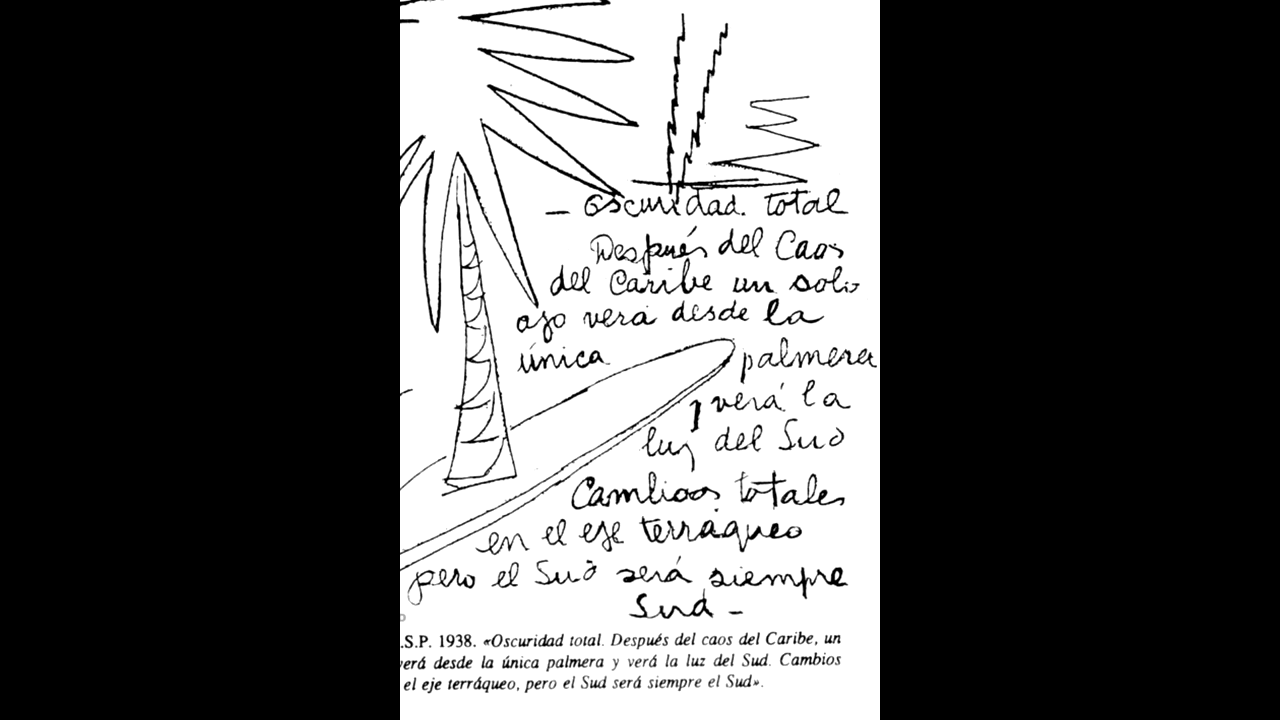 — Oscuridad. total
Después del Caos
del Caribe un solo
ojo verá desde la
única palmera
y verá la
luz del Sud
Cambios totales
en el eje terráqueo
pero el Sud será siempre
Sud —
.S.P. 1938. «Oscuridad total. Después del caos del Caribe, un
verá desde la única palmera y verá la luz del Sud. Cambios
el eje terráqueo, pero el Sud será siempre el Sud».